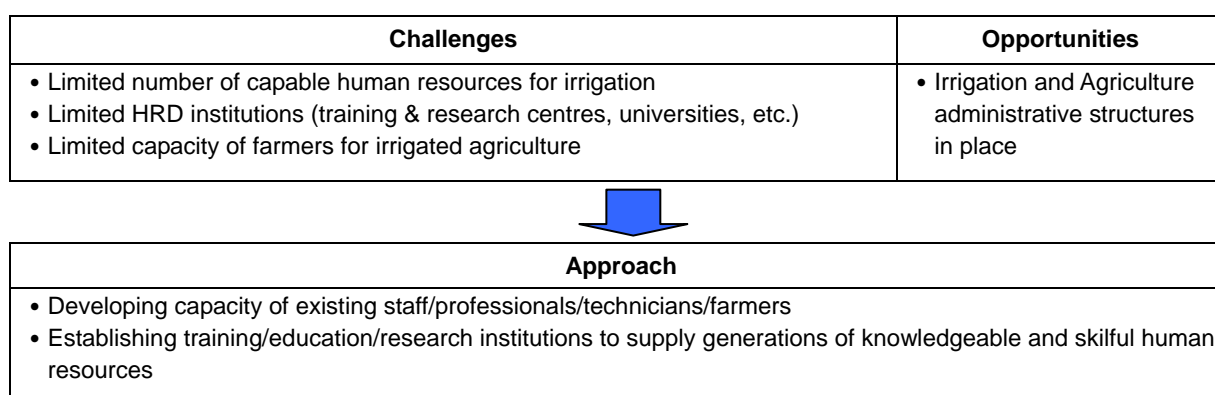 Challenges
Opportunities
• Limited number of capable human resources for irrigation
• Limited HRD institutions (training & research centres, universities, etc.)
• Limited capacity of farmers for irrigated agriculture
• Irrigation and Agriculture
administrative structures
in place
Approach
• Developing capacity of existing staff/professionals/technicians/farmers
• Establishing training/education/research institutions to supply generations of knowledgeable and skilful human
resources